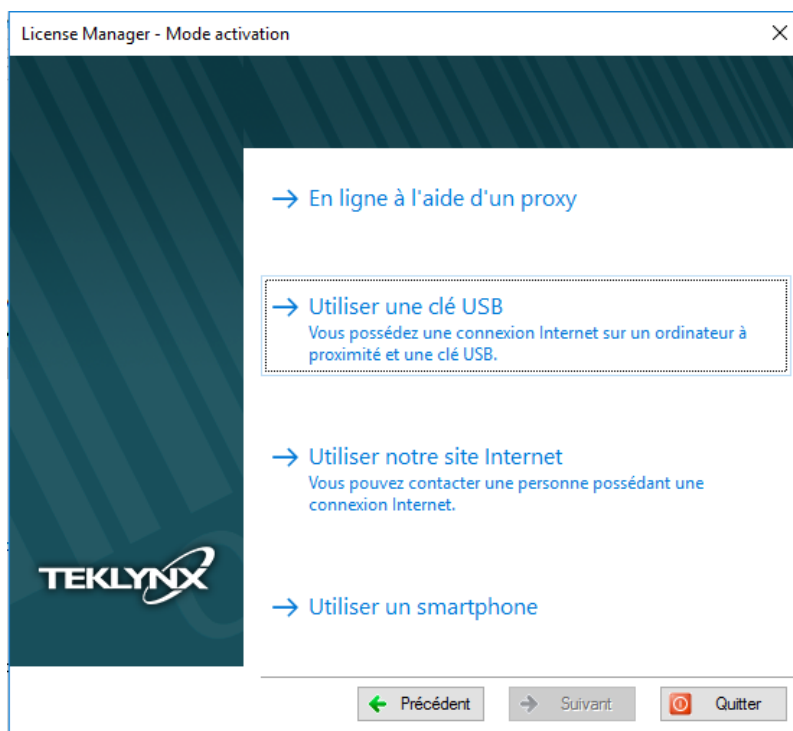 License Manager - Mode activation
En ligne à l'aide d'un proxy
Utiliser une clé USB
Vous possédez une connexion Internet sur un ordinateur à
proximité et une clé USB.
Utiliser notre site Internet
Vous pouvez contacter une personne possédant une
connexion Internet.
TEKLYNX
Utiliser un smartphone
Précédent
Suivant
Quitter